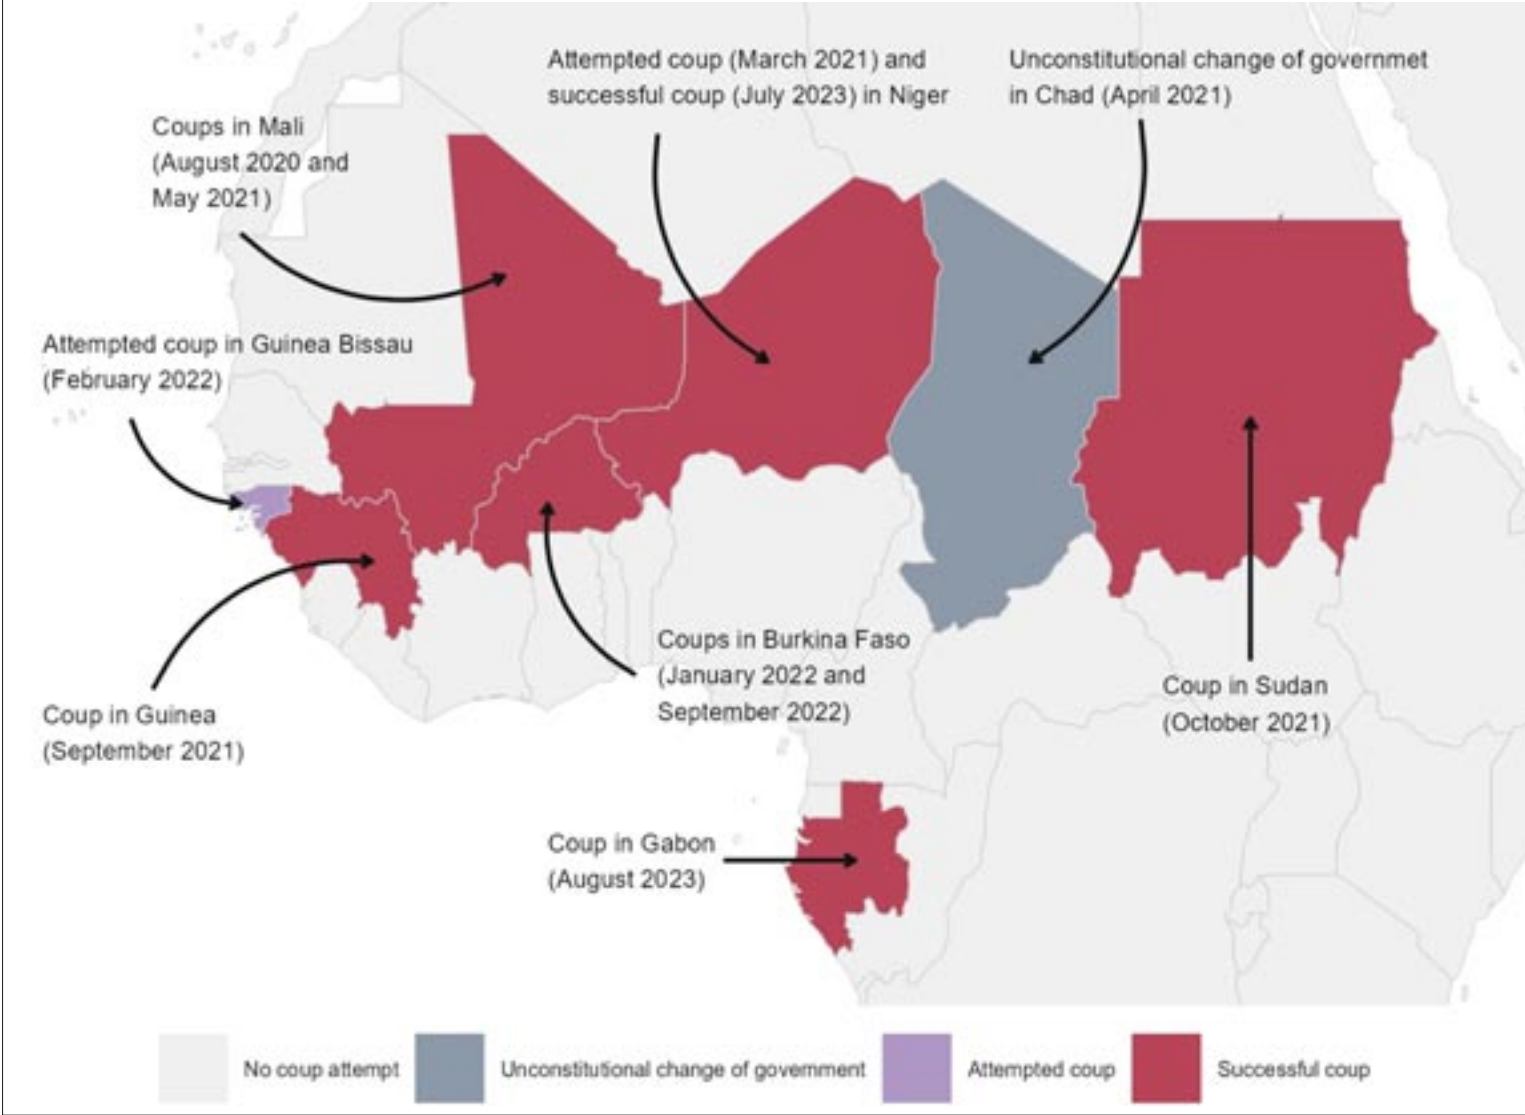 Attempted coup (March 2021) and
successful coup (July 2023) in Niger
Unconstitutional change of governmet
in Chad (April 2021)
Coups in Mali
(August 2020 and
May 2021)
Attempted coup in Guinea Bissau
(February 2022)
Coups in Burkina Faso
(January 2022 and
September 2022)
Coup in Sudan
(October 2021)
Coup in Guinea
(September 2021)
Coup in Gabon
(August 2023)
No coup attempt
Unconstitutional change of government
Attempted coup
Successful coup